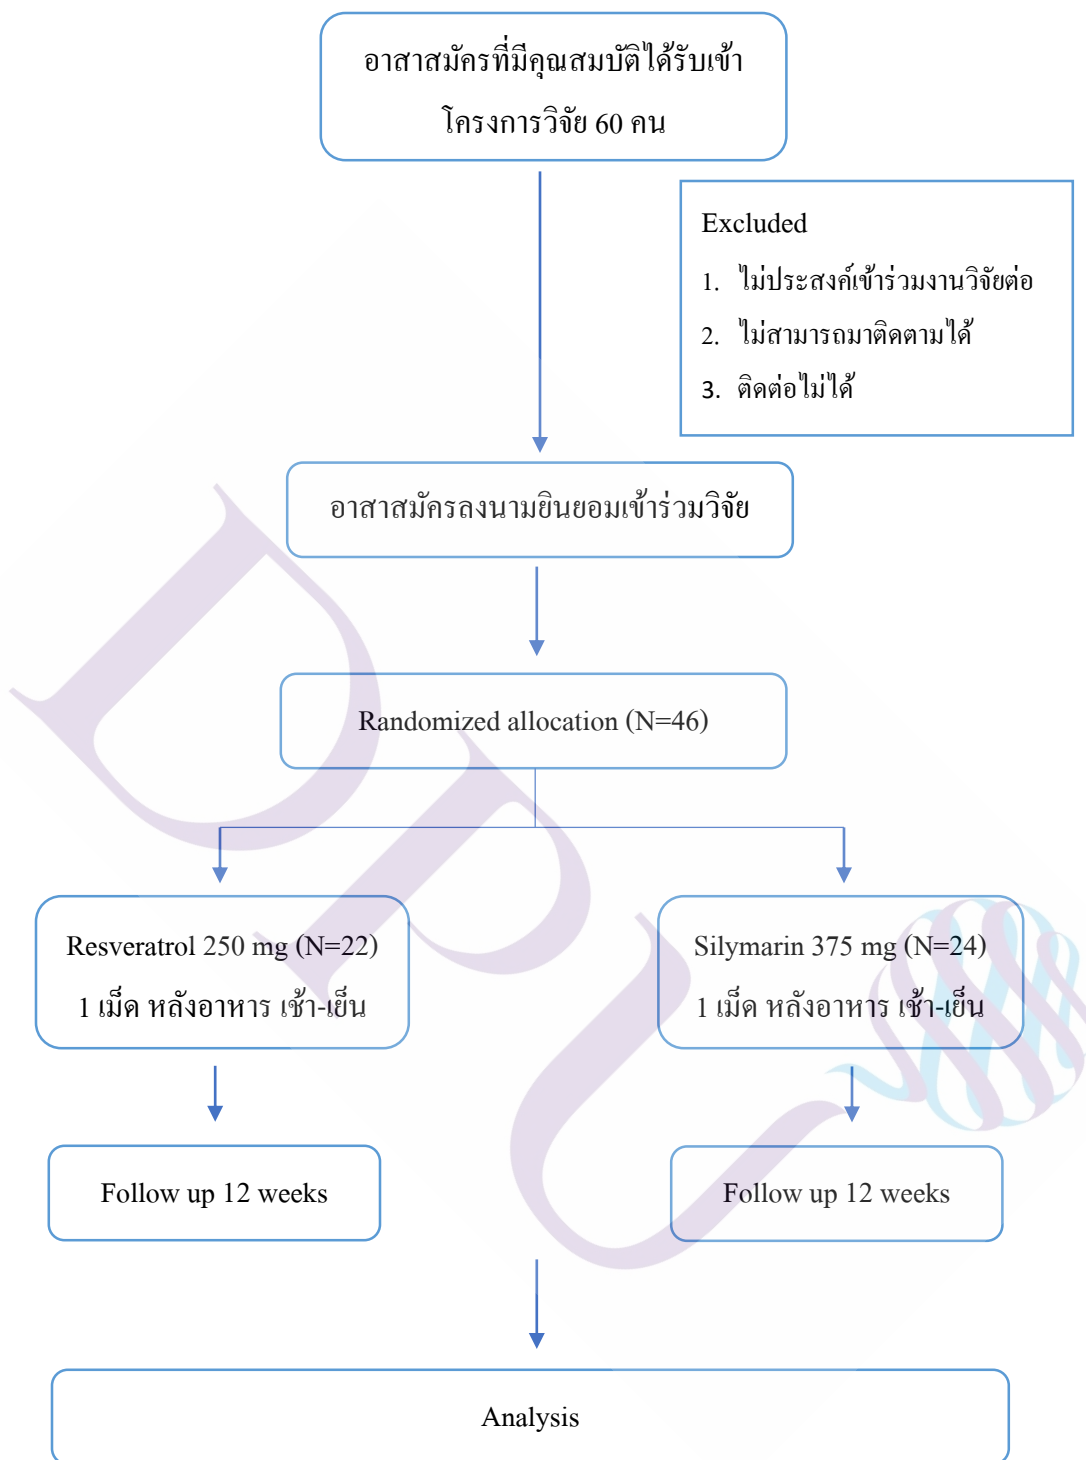 อาสาสมัครที่มีคุณสมบัติได้รับเข้า
โครงการวิจัย 60 คน
Excluded
1. ไม่ประสงค์เข้าร่วมงานวิจัยต่อ
2. ไม่สามารถมาติดตามได้
3. ติดต่อไม่ได้
อาสาสมัครลงนามยินยอมเข้าร่วมวิจัย
Randomized allocation (N=46)
Resveratrol 250 mg (N=22)
1 เม็ด หลังอาหาร เช้า-เย็น
Silymarin 375 mg (N=24)
1 เม็ด หลังอาหาร เช้า-เย็น
Follow up 12 weeks
Follow up 12 weeks
Analysis
DPU